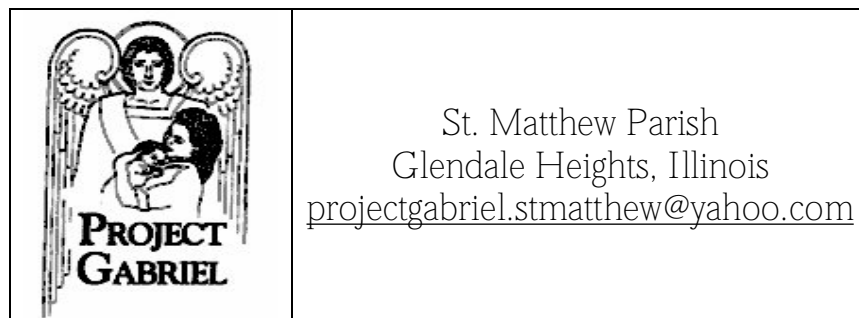 PROJECT
GABRIEL
St. Matthew Parish
Glendale Heights, Illinois
projectgabriel.stmatthew@yahoo.com